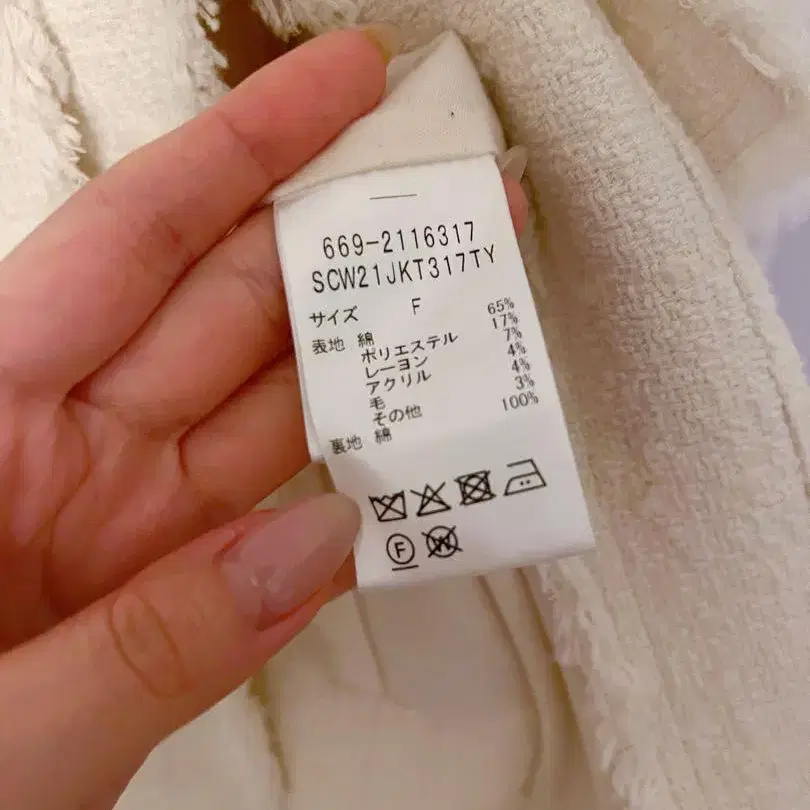 669-2116317
SCW21JKT317TY
サイズ F
表地 綿 65%
ポリエステル 17%
レーヨン 7%
アクリル 4%
毛 4%
その他 3%
裏地 綿 100%
F
W